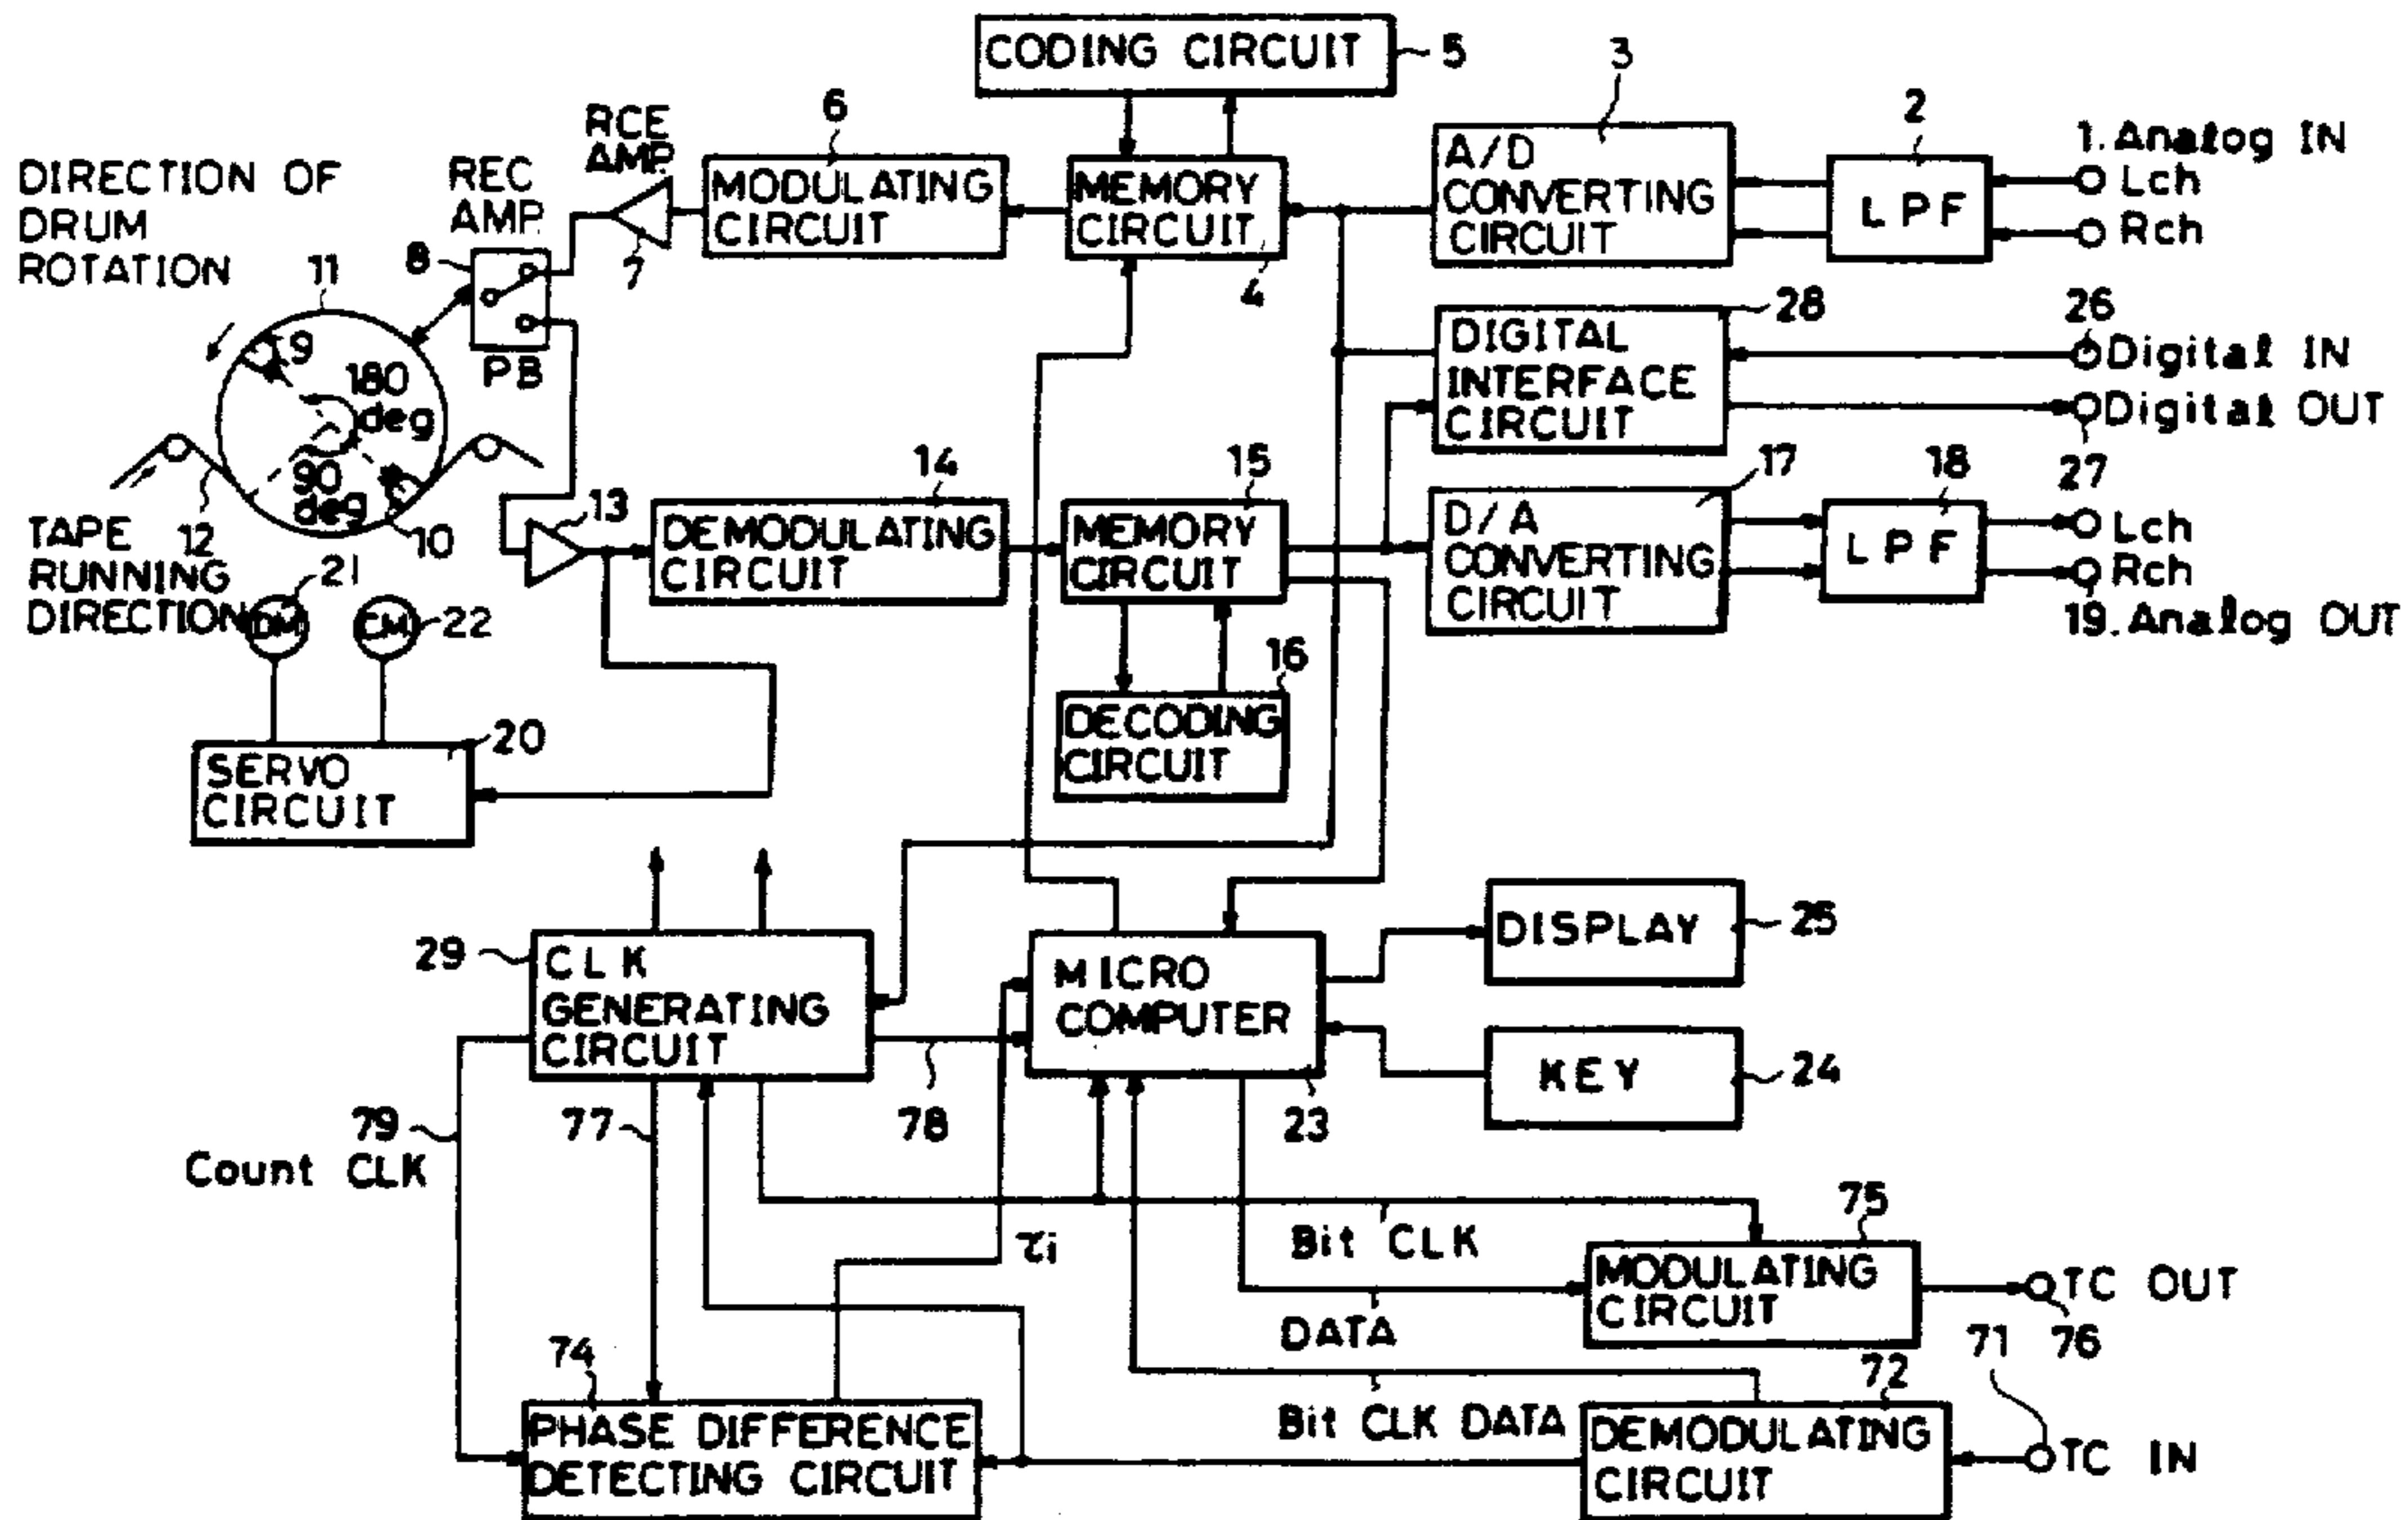 CODING CIRCUIT
5
3
2
6
RCE
AMP.
1. Analog IN
Lch
Rch
DIRECTION OF
DRUM
ROTATION
REC
AMP.
8
7
MODULATING
CIRCUIT
MEMORY
CIRCUIT
4
A/D
CONVERTING
CIRCUIT
LPF
11
9
180
deg
90
deg
PB
28
DIGITAL
INTERFACE
CIRCUIT
26
Digital IN
Digital OUT
27
12
10
TAPE
RUNNING
DIRECTION
13
14
DEMODULATING
CIRCUIT
15
MEMORY
CIRCUIT
17
D/A
CONVERTING
CIRCUIT
18
LPF
Lch
Rch
19. Analog OUT
21
DM
CM
22
16
DECODING
CIRCUIT
20
SERVO
CIRCUIT
29
CLK
GENERATING
CIRCUIT
MICRO
COMPUTER
DISPLAY
25
KEY
24
79
Count CLK
77
78
23
τi
Bit CLK
75
MODULATING
CIRCUIT
TC OUT
76
DATA
74
PHASE DIFFERENCE
DETECTING CIRCUIT
Bit CLK DATA
72
DEMODULATING
CIRCUIT
71
TC IN